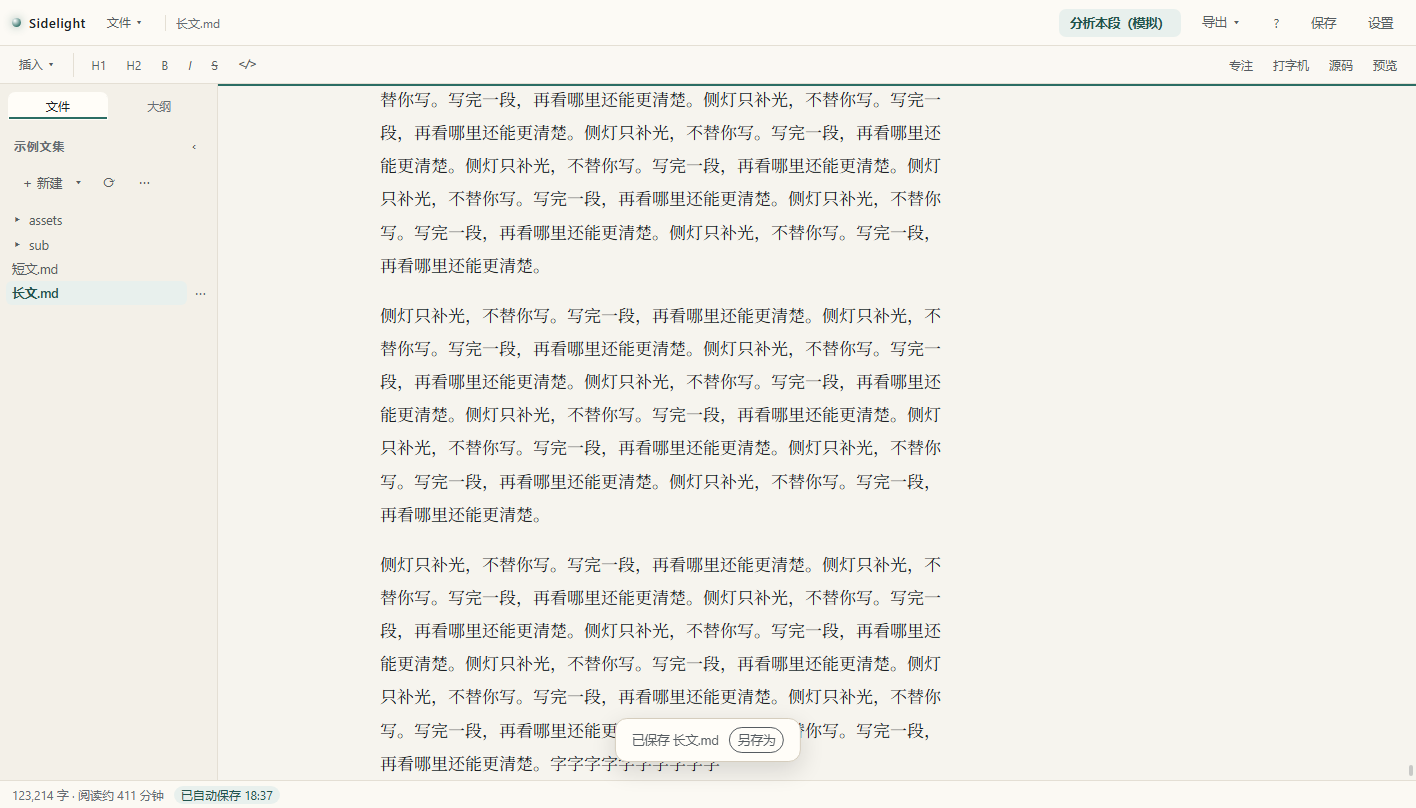 Sidelight 文件 长文.md 分析本段（模拟） 导出 ? 保存 设置
插入 H1 H2 B I S </> 专注 打字机 源码 预览
文件 大纲
示例文集
+ 新建 ...
assets
sub
短文.md
长文.md ...
替你写。写完一段，再看哪里还能更清楚。侧灯只补光，不替你写。写完一
段，再看哪里还能更清楚。侧灯只补光，不替你写。写完一段，再看哪里还
能更清楚。侧灯只补光，不替你写。写完一段，再看哪里还能更清楚。侧灯
只补光，不替你写。写完一段，再看哪里还能更清楚。侧灯只补光，不替你
写。写完一段，再看哪里还能更清楚。侧灯只补光，不替你写。写完一段，
再看哪里还能更清楚。
侧灯只补光，不替你写。写完一段，再看哪里还能更清楚。侧灯只补光，不
替你写。写完一段，再看哪里还能更清楚。侧灯只补光，不替你写。写完一
段，再看哪里还能更清楚。侧灯只补光，不替你写。写完一段，再看哪里还
能更清楚。侧灯只补光，不替你写。写完一段，再看哪里还能更清楚。侧灯
只补光，不替你写。写完一段，再看哪里还能更清楚。侧灯只补光，不替你
写。写完一段，再看哪里还能更清楚。侧灯只补光，不替你写。写完一段，
再看哪里还能更清楚。
侧灯只补光，不替你写。写完一段，再看哪里还能更清楚。侧灯只补光，不
替你写。写完一段，再看哪里还能更清楚。侧灯只补光，不替你写。写完一
段，再看哪里还能更清楚。侧灯只补光，不替你写。写完一段，再看哪里还
能更清楚。侧灯只补光，不替你写。写完一段，再看哪里还能更清楚。侧灯
只补光，不替你写。写完一段，再看哪里还能更清楚。侧灯只补光，不替你
写。写完一段，再看哪里还能更 你写。写完一段，
再看哪里还能更清楚。字字字字字字字字字字
已保存 长文.md 另存为
123,214 字 · 阅读约 411 分钟 已自动保存 18:37